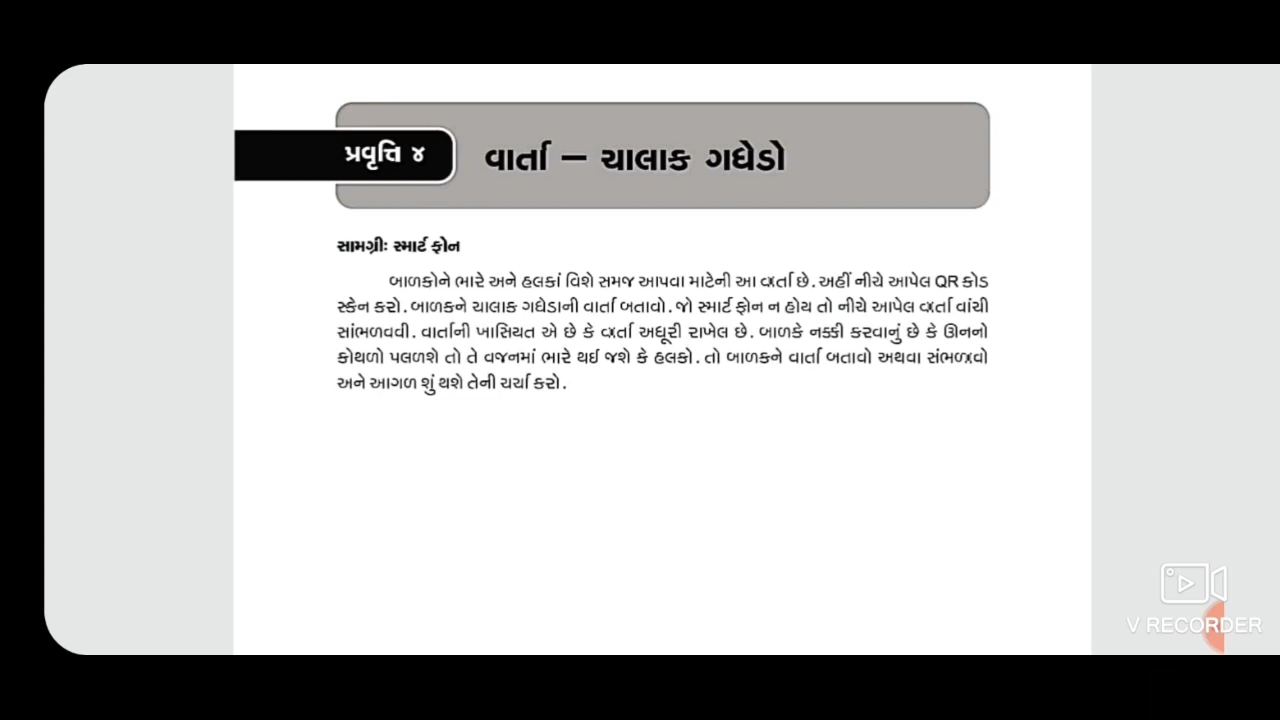 પ્રવૃત્તિ ૪
વાર્તા – ચાલાક ગધેડો
સામગ્રીઃ સ્માર્ટ ફોન
બાળકોને ભારે અને હલકાં વિશે સમજ આપવા માટેની આ વાર્તા છે. અહીં નીચે આપેલ QR કોડ
સ્કેન કરો. બાળકને ચાલાક ગધેડાની વાર્તા બતાવો. જો સ્માર્ટ ફોન ન હોય તો નીચે આપેલ વાર્તા વાંચી
સાંભળવવી. વાર્તાની ખાસિયત એ છે કે વાર્તા અધૂરી રાખેલ છે. બાળકે નક્કી કરવાનું છે કે ઊનનો
કોથળો પલળશે તો તે વજનમાં ભારે થઈ જશે કે હલકો. તો બાળકને વાર્તા બતાવો અથવા સંભળાવો
અને આગળ શું થશે તેની ચર્ચા કરો.
V RECORDER